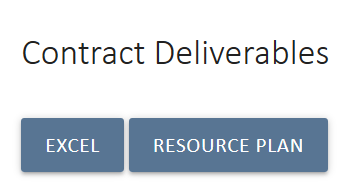 Contract Deliverables
EXCEL RESOURCE PLAN